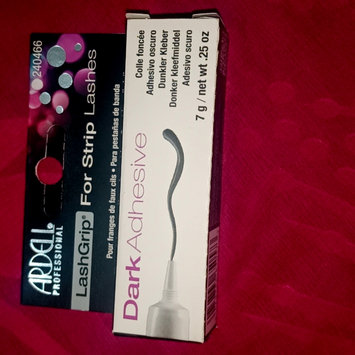 240466
ARDELL®
PROFESSIONAL
LashGrip® For Strip Lashes
Pour franges de faux cils • Para pestañas de banda
Dark Adhesive
Colle foncée
Adhesivo oscuro
Dunkler Kleber
Donker kleefmiddel
Adesivo scuro
7 g / net wt .25 oz